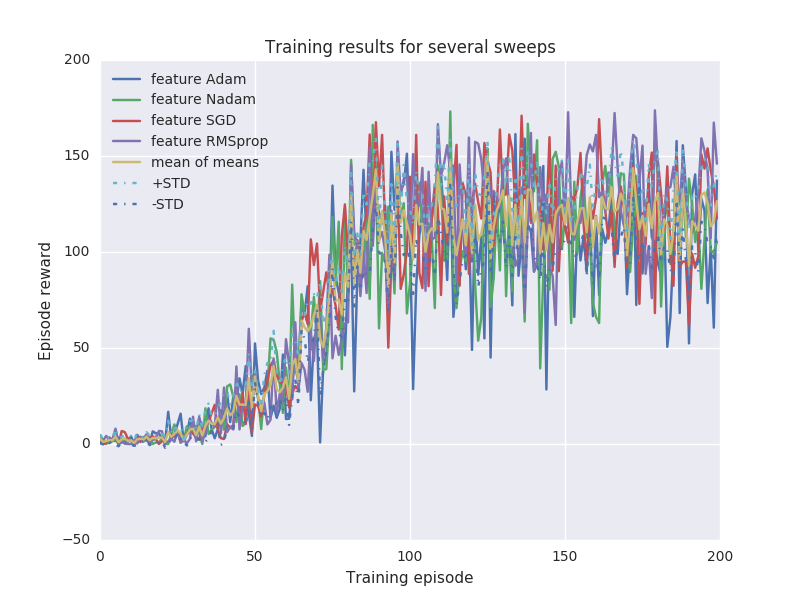 Training results for several sweeps
200
150
100
50
0
−50
Episode reward
feature Adam
feature Nadam
feature SGD
feature RMSprop
mean of means
+STD
-STD
0 50 100 150 200
Training episode